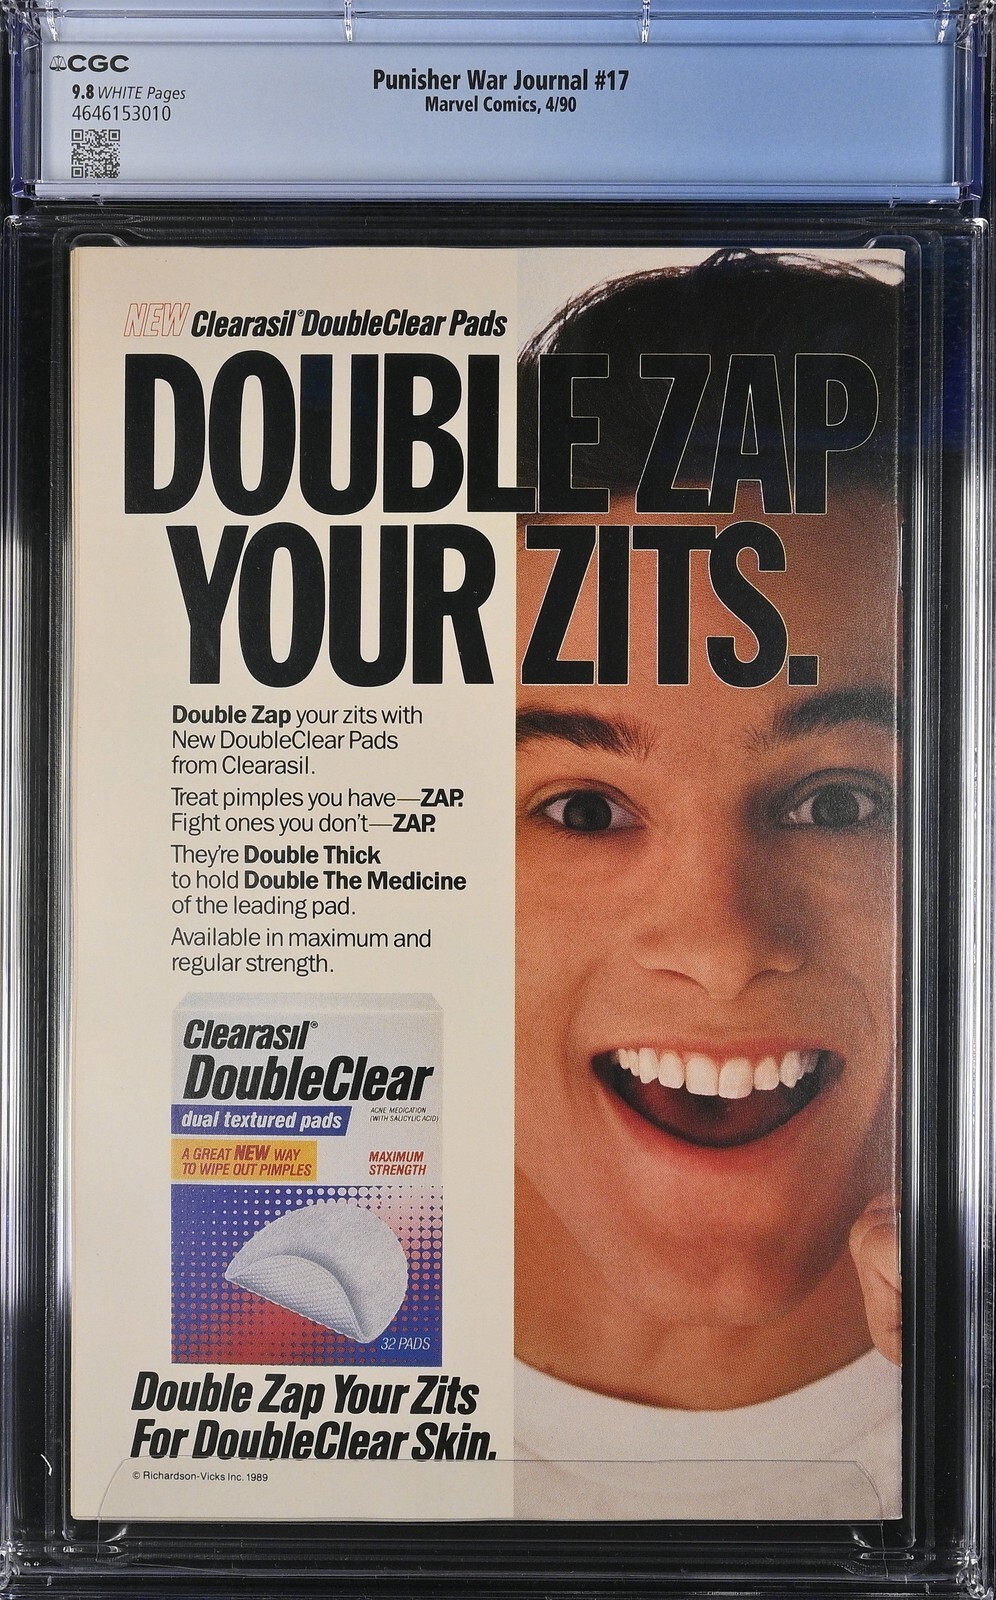 CGC
9.8 WHITE Pages
4646153010
Punisher War Journal #17
Marvel Comics, 4/90
NEW Clearasil® DoubleClear Pads
DOUBLE ZAP
YOUR ZITS.
Double Zap your zits with
New DoubleClear Pads
from Clearasil.
Treat pimples you have—ZAP.
Fight ones you don't—ZAP.
They're Double Thick
to hold Double The Medicine
of the leading pad.
Available in maximum and
regular strength.
Clearasil®
DoubleClear
dual textured pads
ACNE MEDICATION
(WITH SALICYLIC ACID)
A GREAT NEW WAY
TO WIPE OUT PIMPLES
MAXIMUM
STRENGTH
32 PADS
Double Zap Your Zits
For DoubleClear Skin.
© Richardson-Vicks Inc. 1989